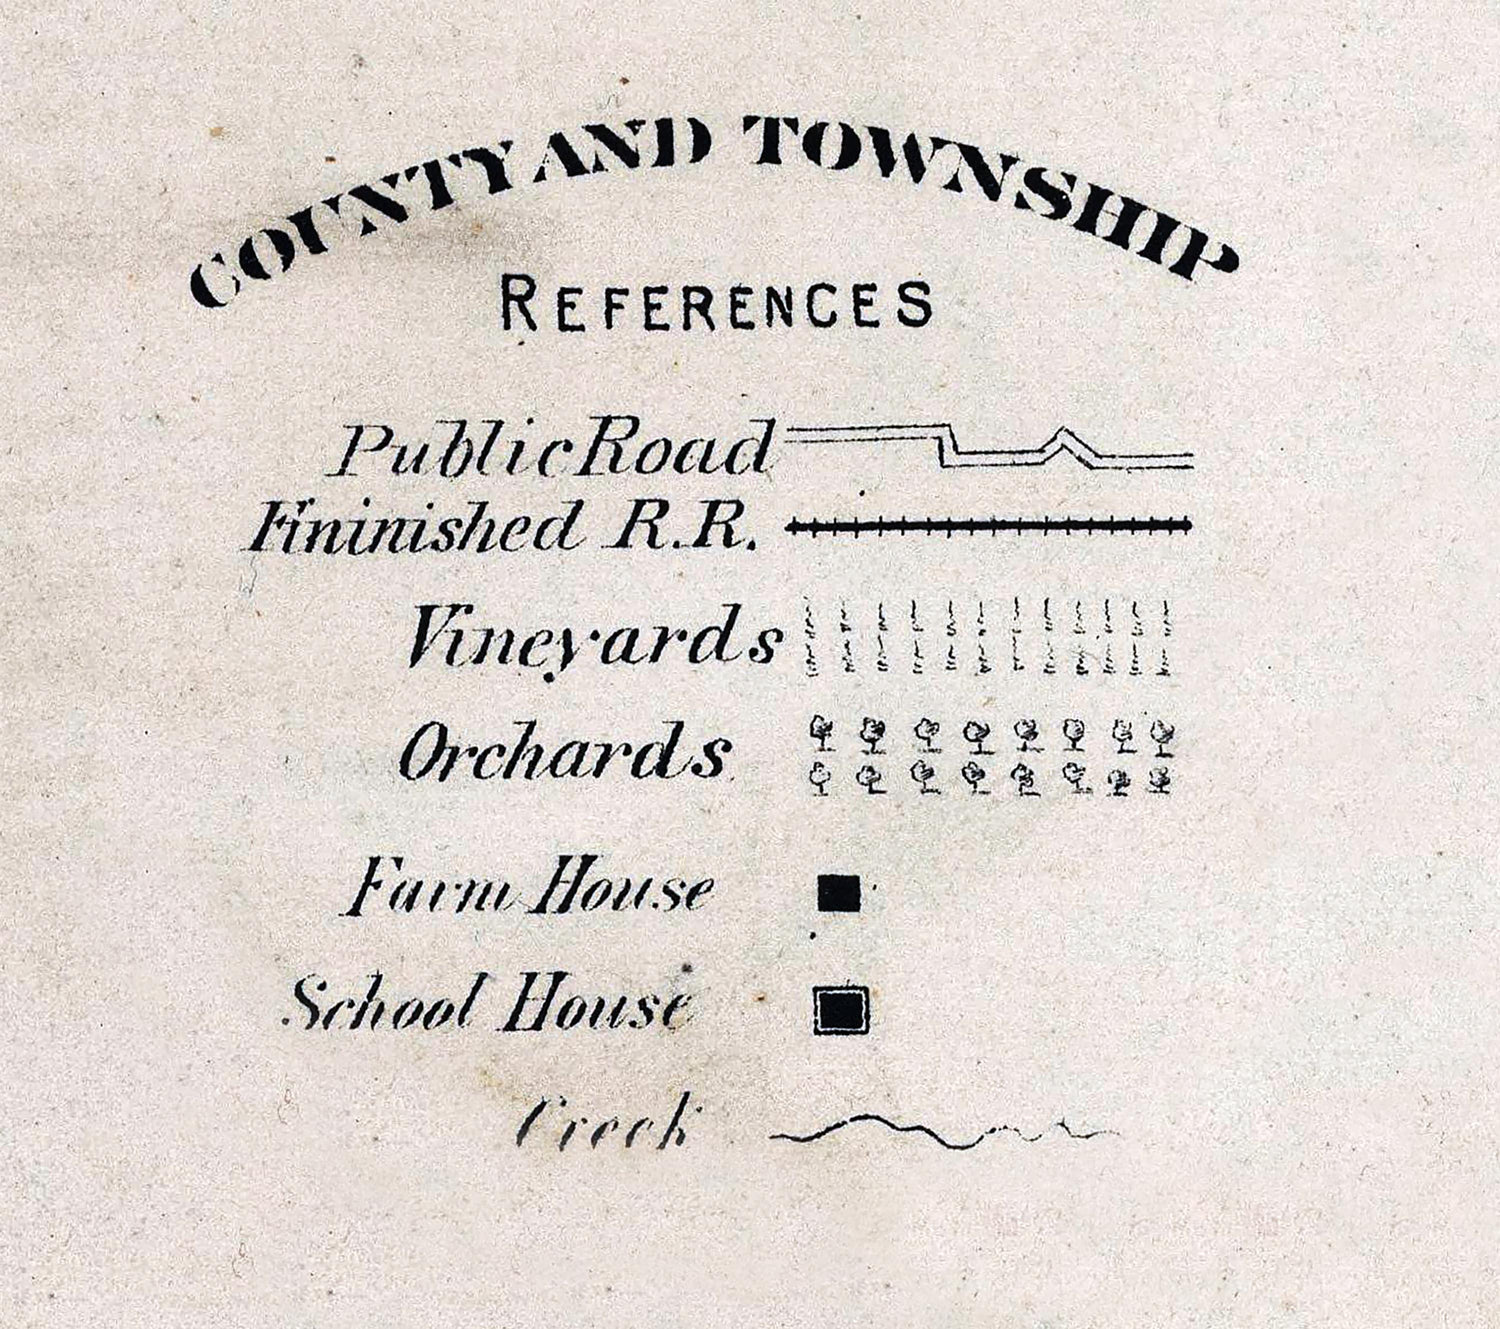 COUNTY AND TOWNSHIP
REFERENCES
Public Road
Fininished R.R.
Vineyards
Orchards
Farm House
School House
Creek